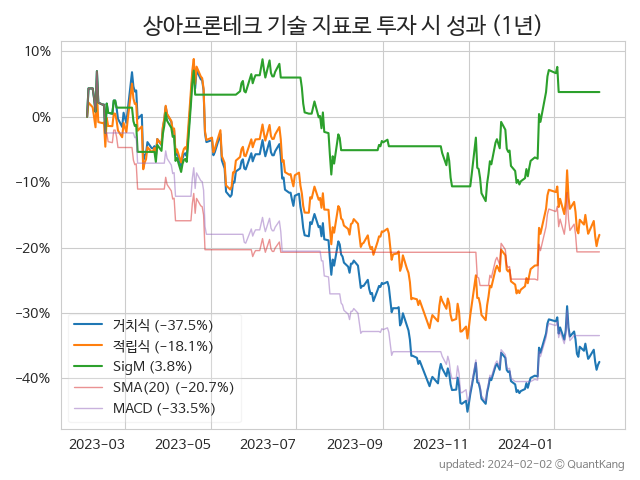 상아프론테크 기술 지표로 투자 시 성과 (1년)
10%
0%
−10%
−20%
−30%
−40%
거치식 (−37.5%)
적립식 (−18.1%)
SigM (3.8%)
SMA(20) (−20.7%)
MACD (−33.5%)
2023-03 2023-05 2023-07 2023-09 2023-11 2024-01
updated: 2024-02-02 © QuantKang